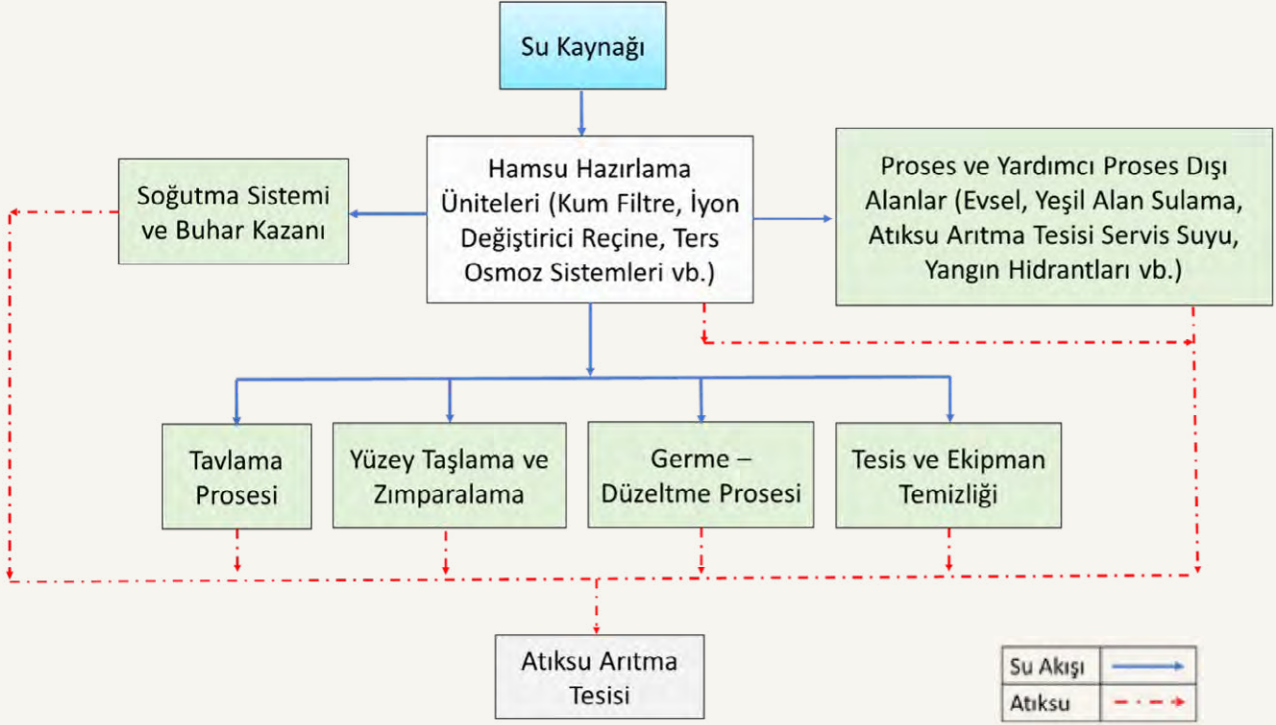 Su Kaynağı
Hamsu Hazırlama
Üniteleri (Kum Filtre, İyon
Değiştirici Reçine, Ters
Osmoz Sistemleri vb.)
Soğutma Sistemi
ve Buhar Kazanı
Proses ve Yardımcı Proses Dışı
Alanlar (Evsel, Yeşil Alan Sulama,
Atıksu Arıtma Tesisi Servis Suyu,
Yangın Hidrantları vb.)
Tavlama
Prosesi
Yüzey Taşlama ve
Zımparalama
Germe –
Düzeltme Prosesi
Tesis ve Ekipman
Temizliği
Atıksu Arıtma
Tesisi
Su Akışı
Atıksu